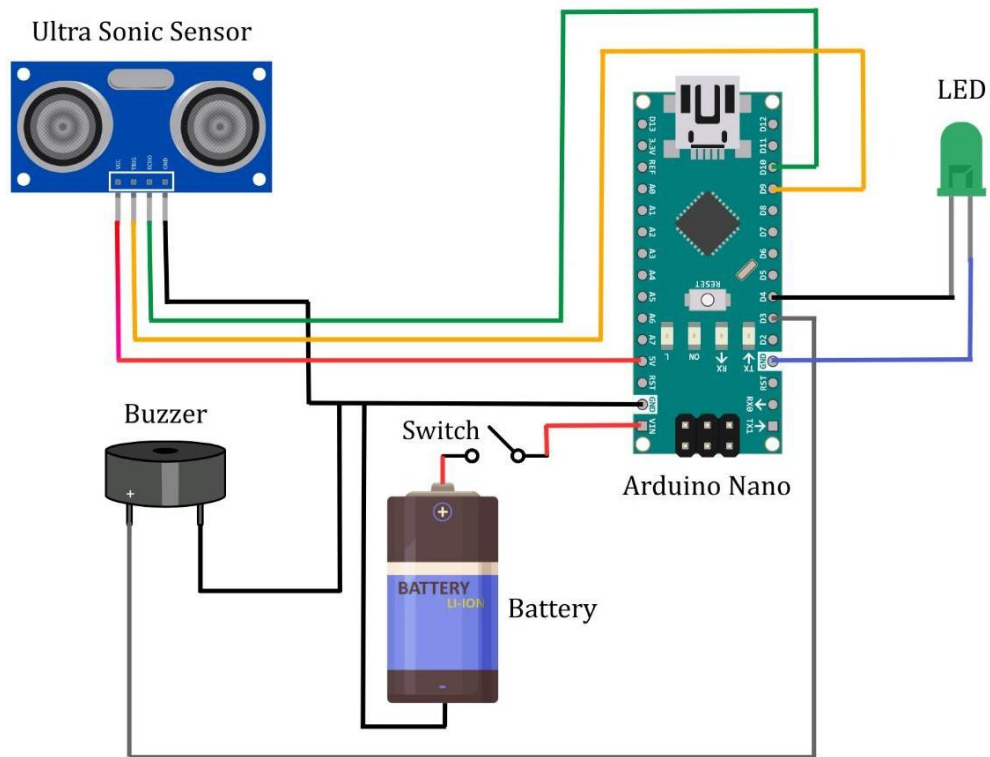 Ultra Sonic Sensor
VCC
TRIG
ECHO
GND
LED
D13
3.3V
REF
A0
A1
A2
A3
A4
A5
A6
A7
5V
RST
GND
VIN
D12
D11
D10
D9
D8
D7
D6
D5
D4
D3
D2
GND
RST
RX0
TX1
RESET
L
ON
RX
TX
Arduino Nano
Buzzer
+
Switch
+
BATTERY
LI-ION
-
Battery